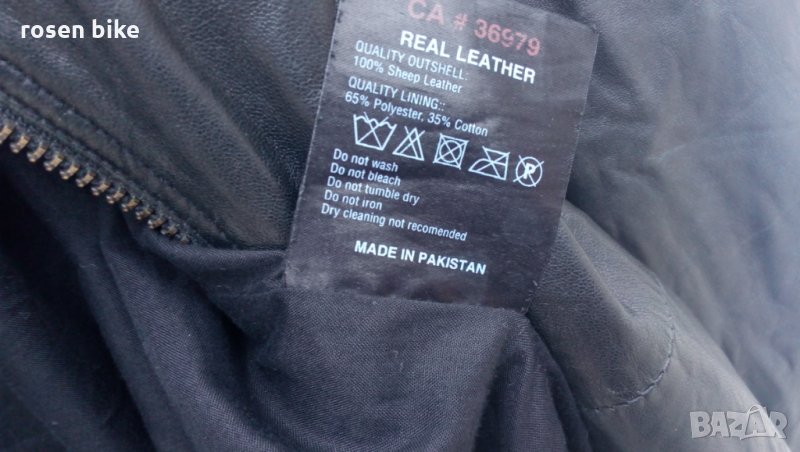 rosen bike
CA # 36979
REAL LEATHER
QUALITY OUTSHELL:
100% Sheep Leather
QUALITY LINING::
65% Polyester, 35% Cotton
R
Do not wash
Do not bleach
Do not tumble dry
Do not iron
Dry cleaning not recomended
MADE IN PAKISTAN
BAZAR